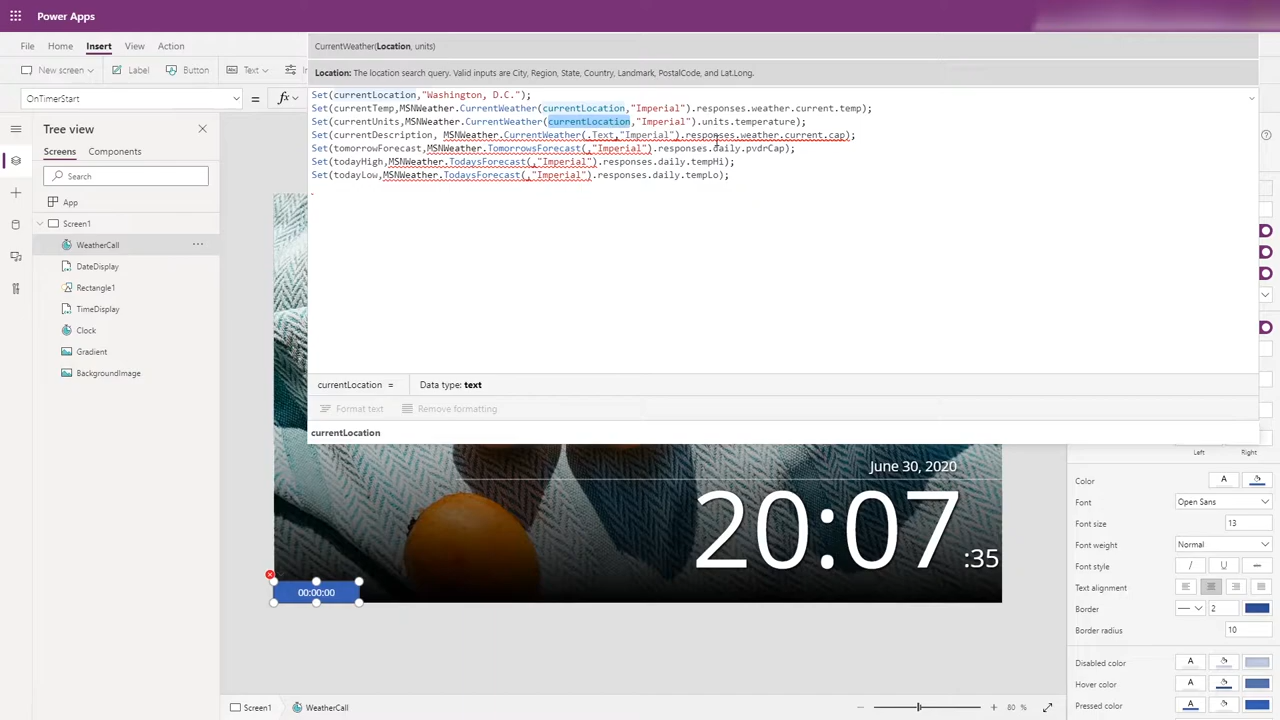 Power Apps
File Home Insert View Action
New screen Label Button Text
OnTimerStart = fx
CurrentWeather(Location, units)
Location: The location search query. Valid inputs are City, Region, State, Country, Landmark, PostalCode, and Lat.Long.
Set(currentLocation,"Washington, D.C.");
Set(currentTemp,MSNWeather.CurrentWeather(currentLocation,"Imperial").responses.weather.current.temp);
Set(currentUnits,MSNWeather.CurrentWeather(currentLocation,"Imperial").units.temperature);
Set(currentDescription, MSNWeather.CurrentWeather(.Text,"Imperial").responses.weather.current.cap);
Set(tomorrowForecast,MSNWeather.TomorrowsForecast(,"Imperial").responses.daily.pvdrCap);
Set(todayHigh,MSNWeather.TodaysForecast(,"Imperial").responses.daily.tempHi);
Set(todayLow,MSNWeather.TodaysForecast(,"Imperial").responses.daily.tempLo);
currentLocation = Data type: text
Format text Remove formatting
currentLocation
Tree view
Screens Components
Search
App
Screen1
WeatherCall ...
DateDisplay
Rectangle1
TimeDisplay
Clock
Gradient
BackgroundImage
June 30, 2020
20:07 :35
00:00:00
Left Right
Color A
Font Open Sans
Font size 13
Font weight Normal
Font style / U
Text alignment
Border 2
Border radius 10
Disabled color A
Hover color A
Pressed color A
Screen1 WeatherCall
80 %